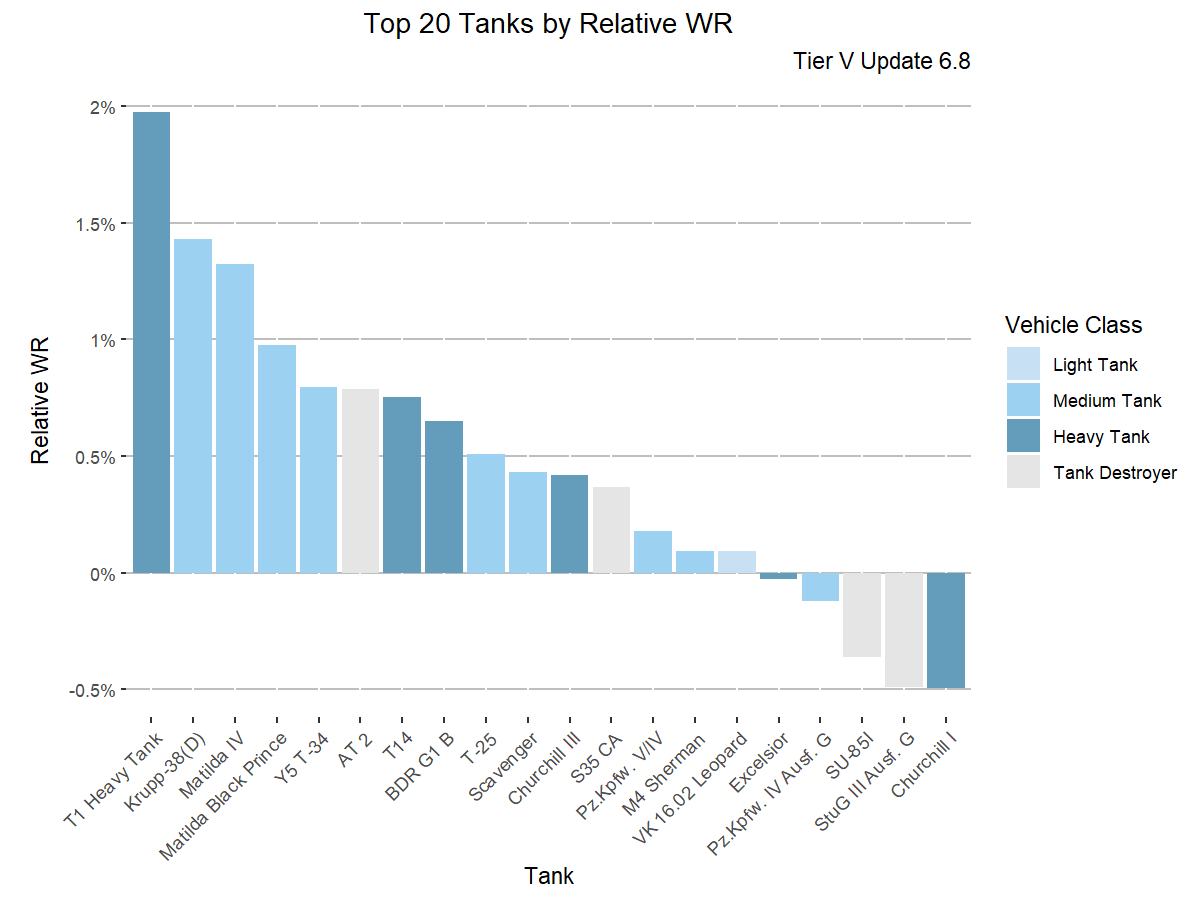 Top 20 Tanks by Relative WR
Tier V Update 6.8
Relative WR
2%
1.5%
1%
0.5%
0%
-0.5%
T1 Heavy Tank
Krupp-38(D)
Matilda IV
Matilda Black Prince
Y5 T-34
AT 2
T14
BDR G1 B
T-25
Scavenger
Churchill III
S35 CA
Pz.Kpfw. V/IV
M4 Sherman
VK 16.02 Leopard
Excelsior
Pz.Kpfw. IV Ausf. G
SU-85I
StuG III Ausf. G
Churchill I
Tank
Vehicle Class
Light Tank
Medium Tank
Heavy Tank
Tank Destroyer